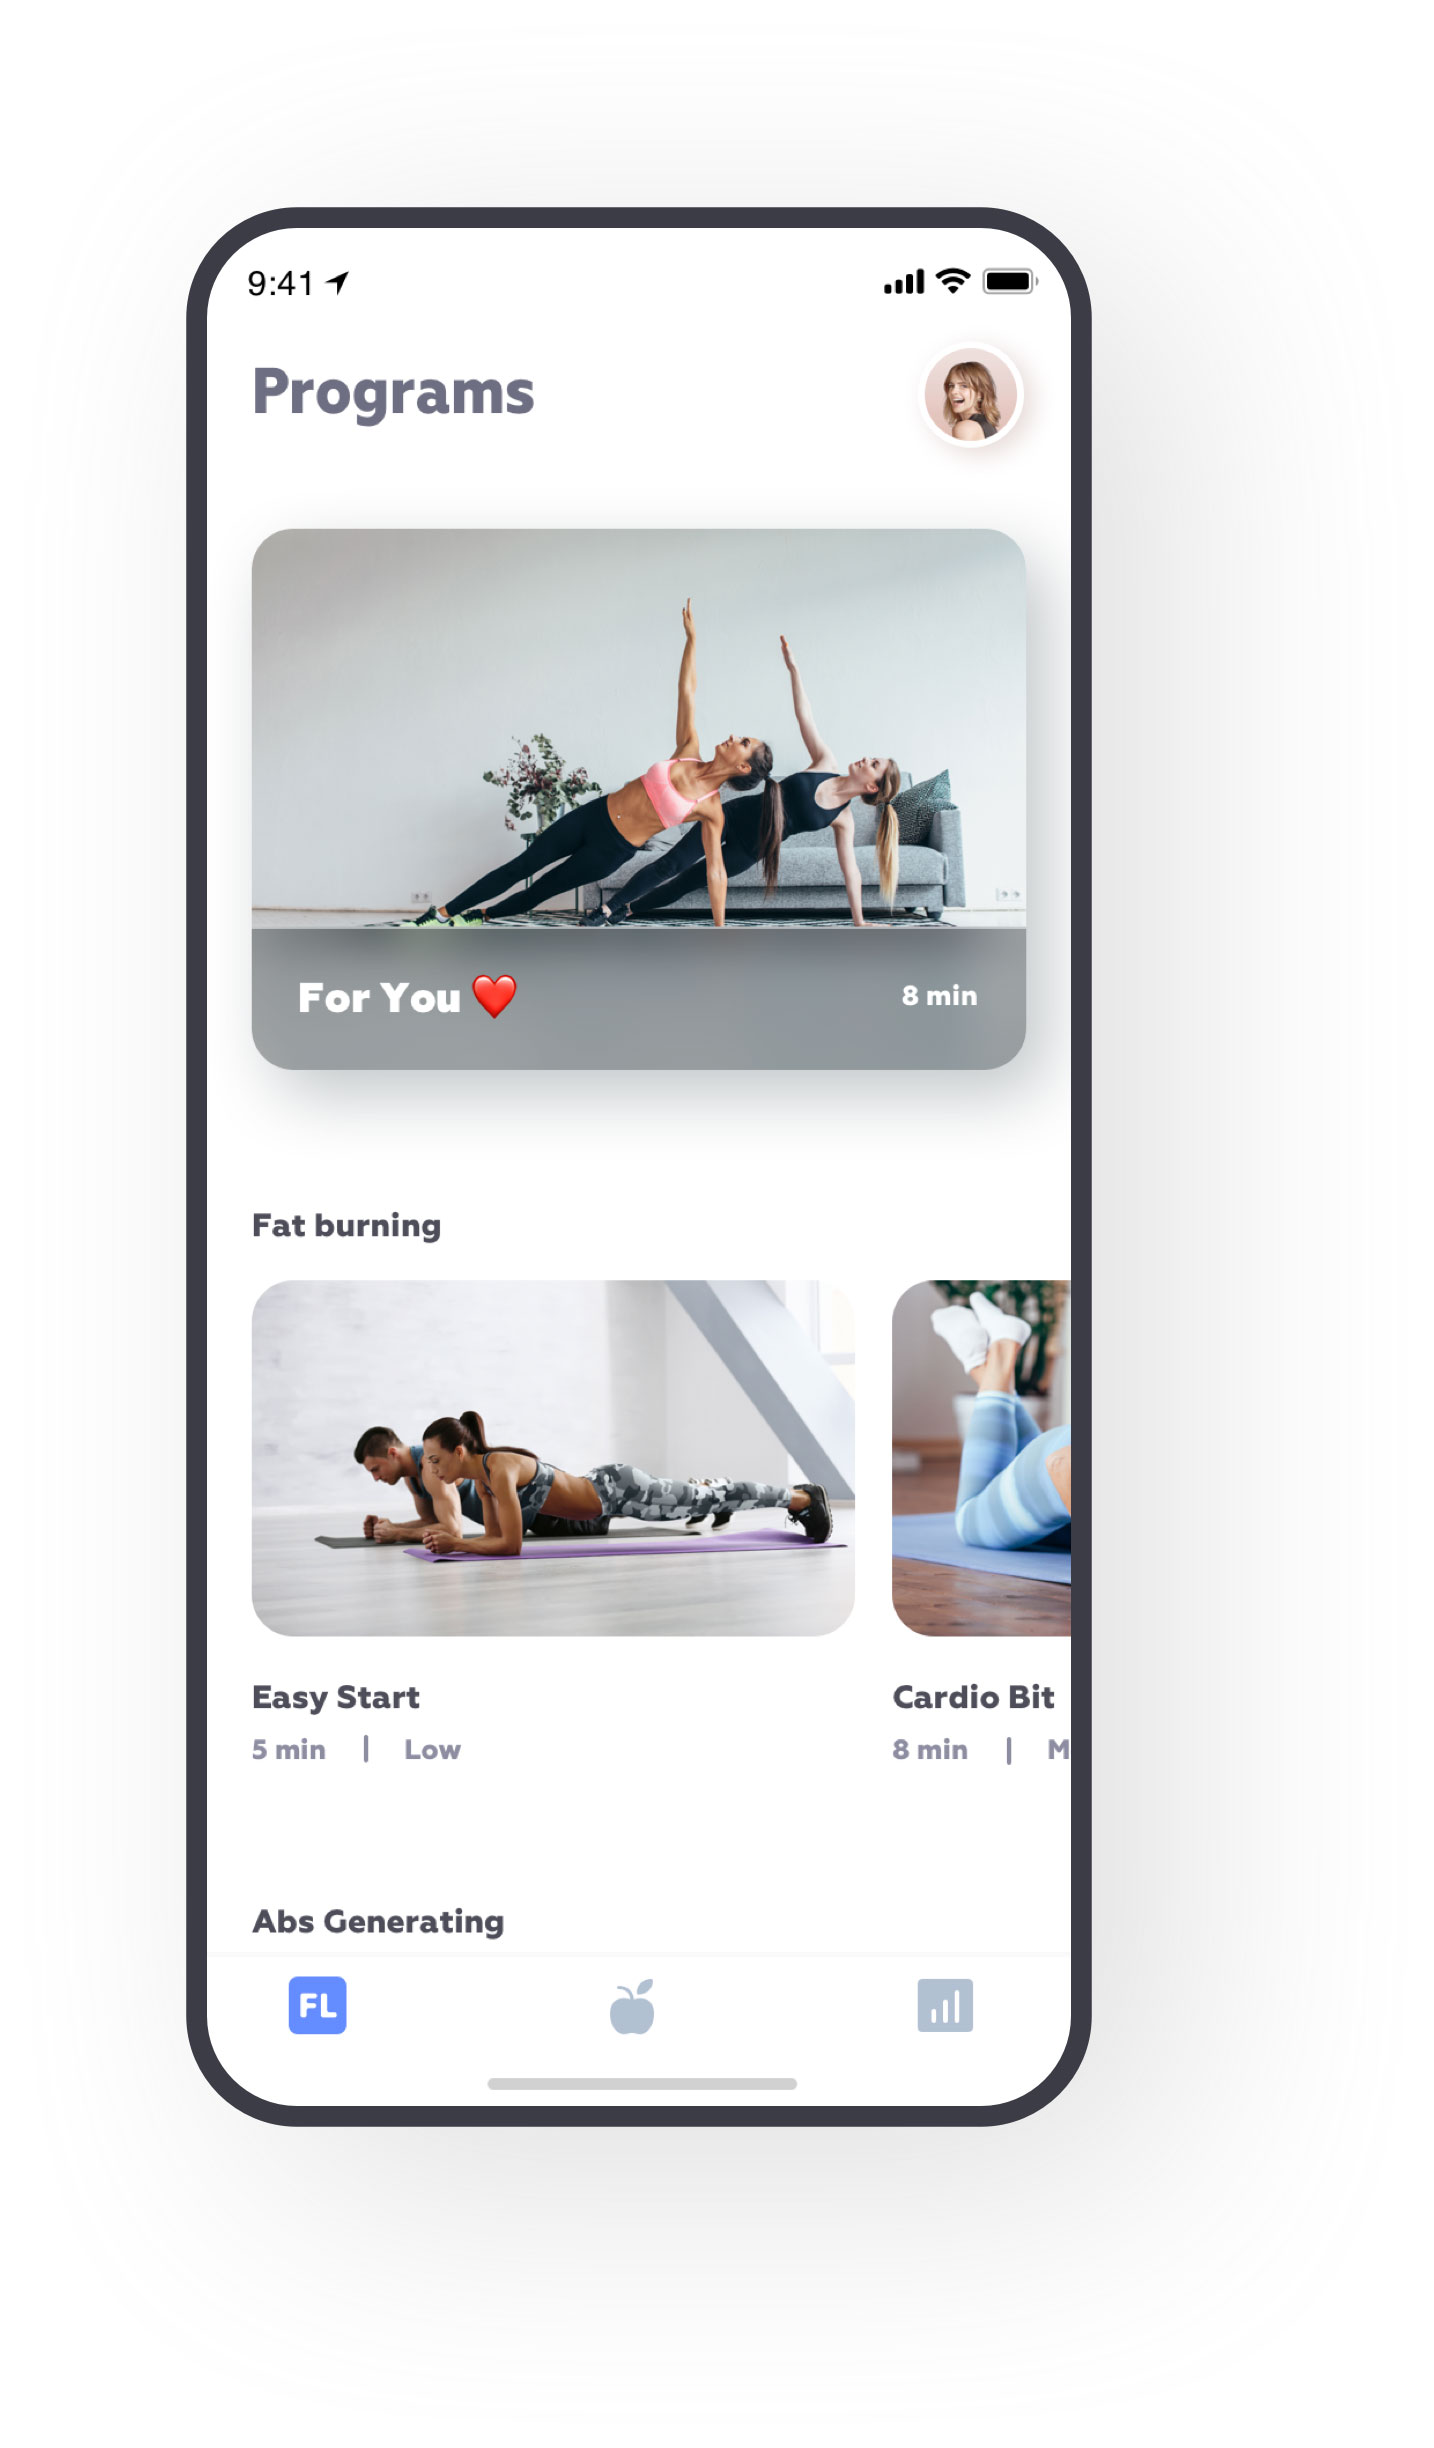 9:41
Programs
For You ❤️
8 min
Fat burning
Easy Start
5 min | Low
Cardio Bit
8 min |
Abs Generating
FL